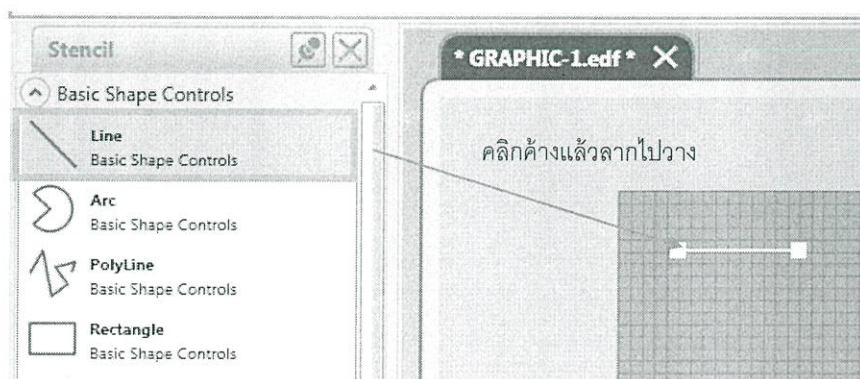 Stencil
* GRAPHIC-1.edf *
Basic Shape Controls
Line
Basic Shape Controls
คลิกค้างแล้วลากไปวาง
Arc
Basic Shape Controls
PolyLine
Basic Shape Controls
Rectangle
Basic Shape Controls